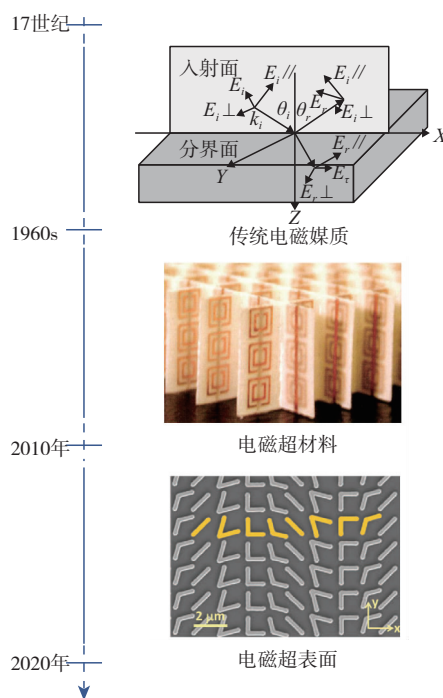 17世纪
入射面
E_i
E_i//
E_i//
E_i⊥
k_i
θ_i
θ_r
E_r
E_i⊥
X
分界面
Y
E_r//
E_τ
E_r⊥
Z
1960s
传统电磁媒质
2010年
电磁超材料
2 μm
y
x
2020年
电磁超表面